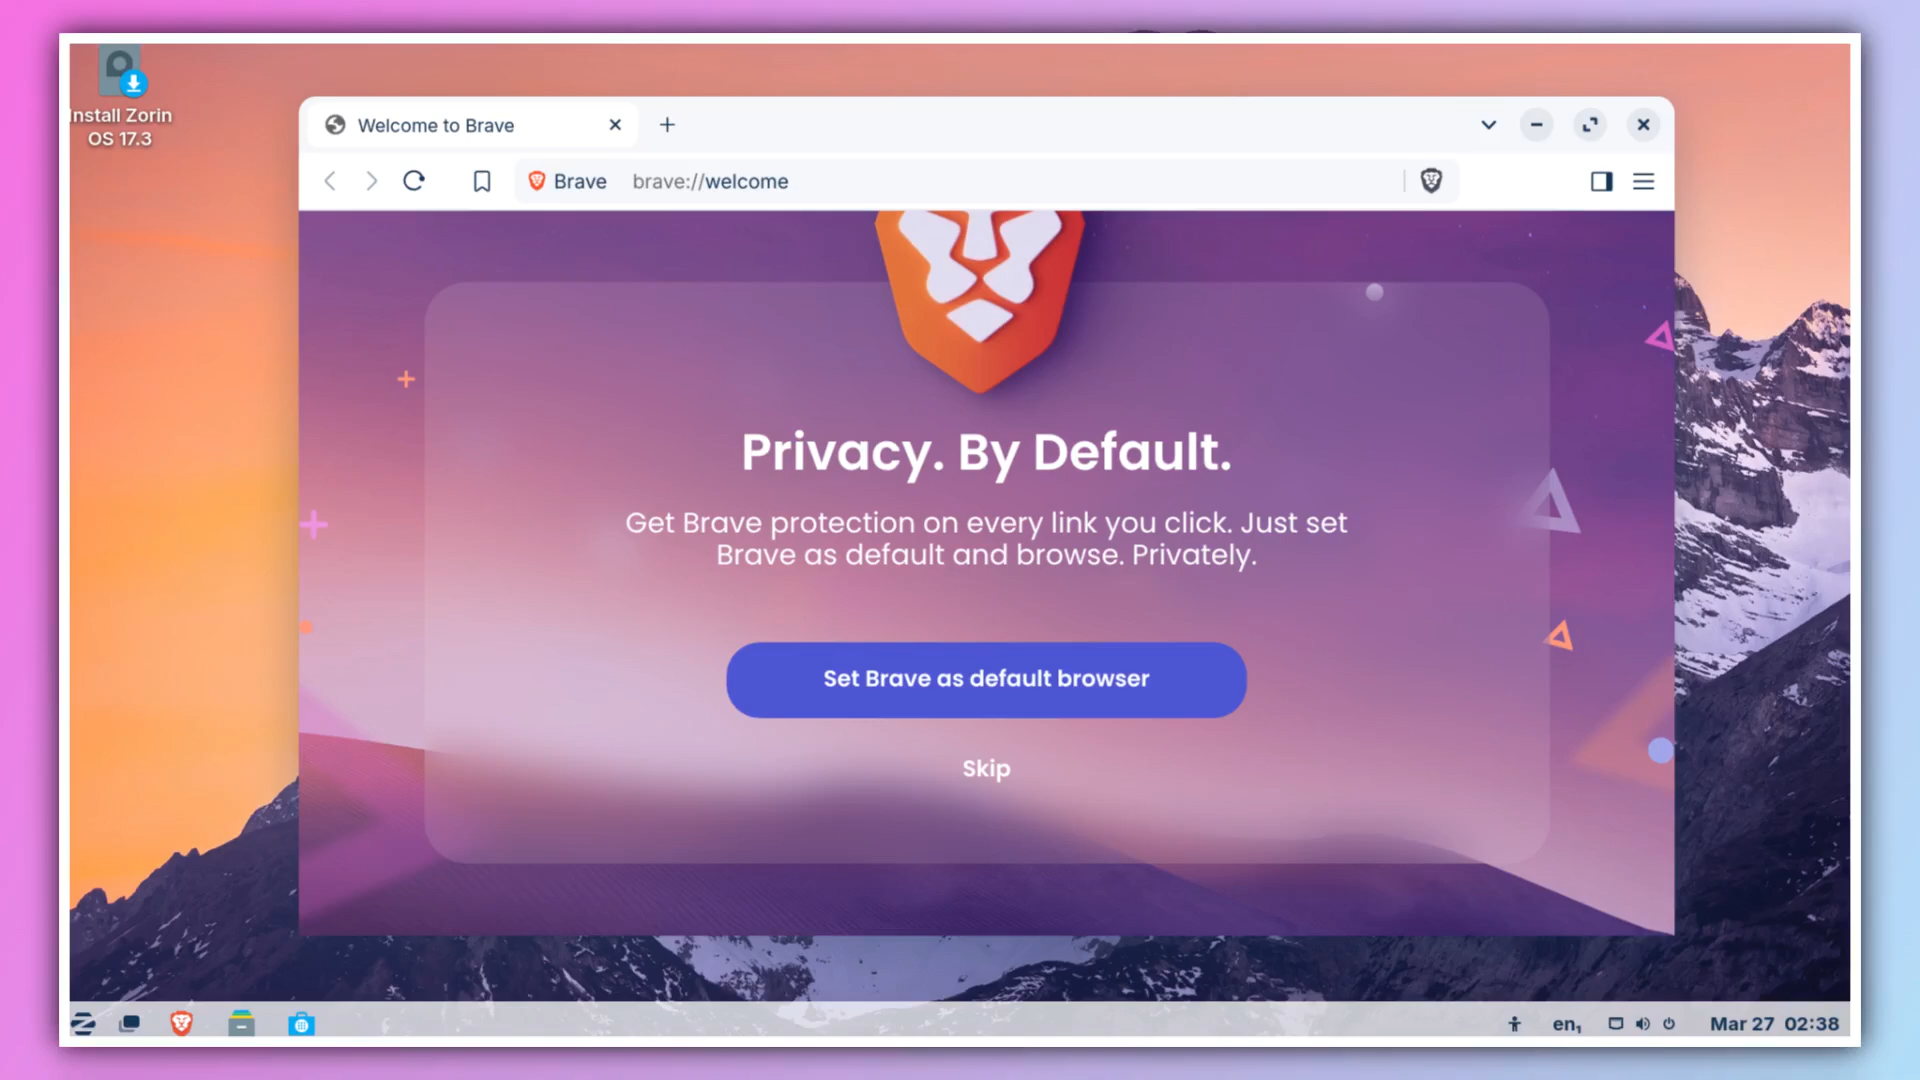 Install Zorin
OS 17.3
Welcome to Brave
Brave brave://welcome
Privacy. By Default.
Get Brave protection on every link you click. Just set
Brave as default and browse. Privately.
Set Brave as default browser
Skip
en₁ Mar 27 02:38